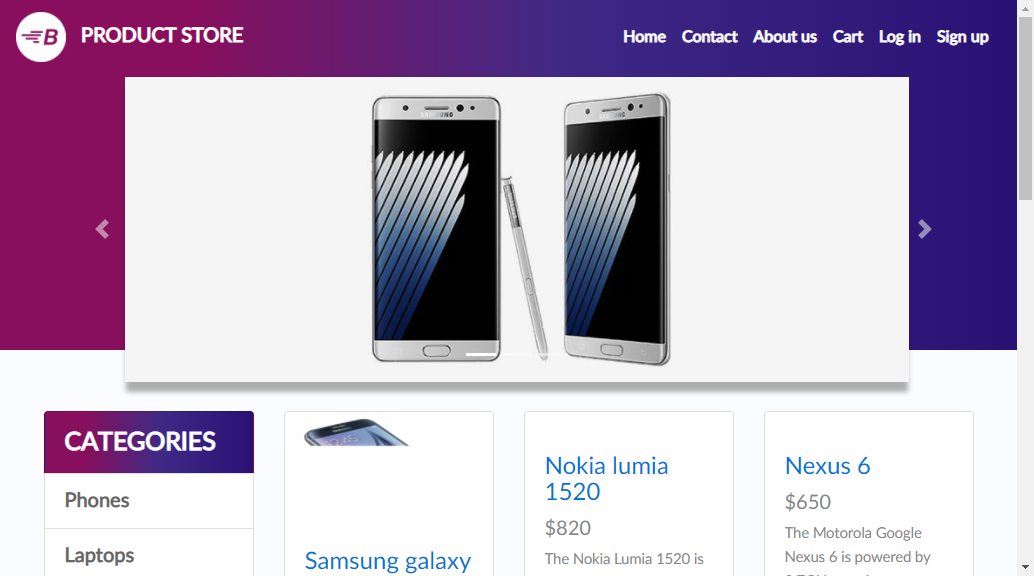 B PRODUCT STORE
Home Contact About us Cart Log in Sign up
SAMSUNG
SAMSUNG
CATEGORIES
Phones
Laptops
Samsung galaxy
Nokia lumia
1520
$820
The Nokia Lumia 1520 is
Nexus 6
$650
The Motorola Google
Nexus 6 is powered by